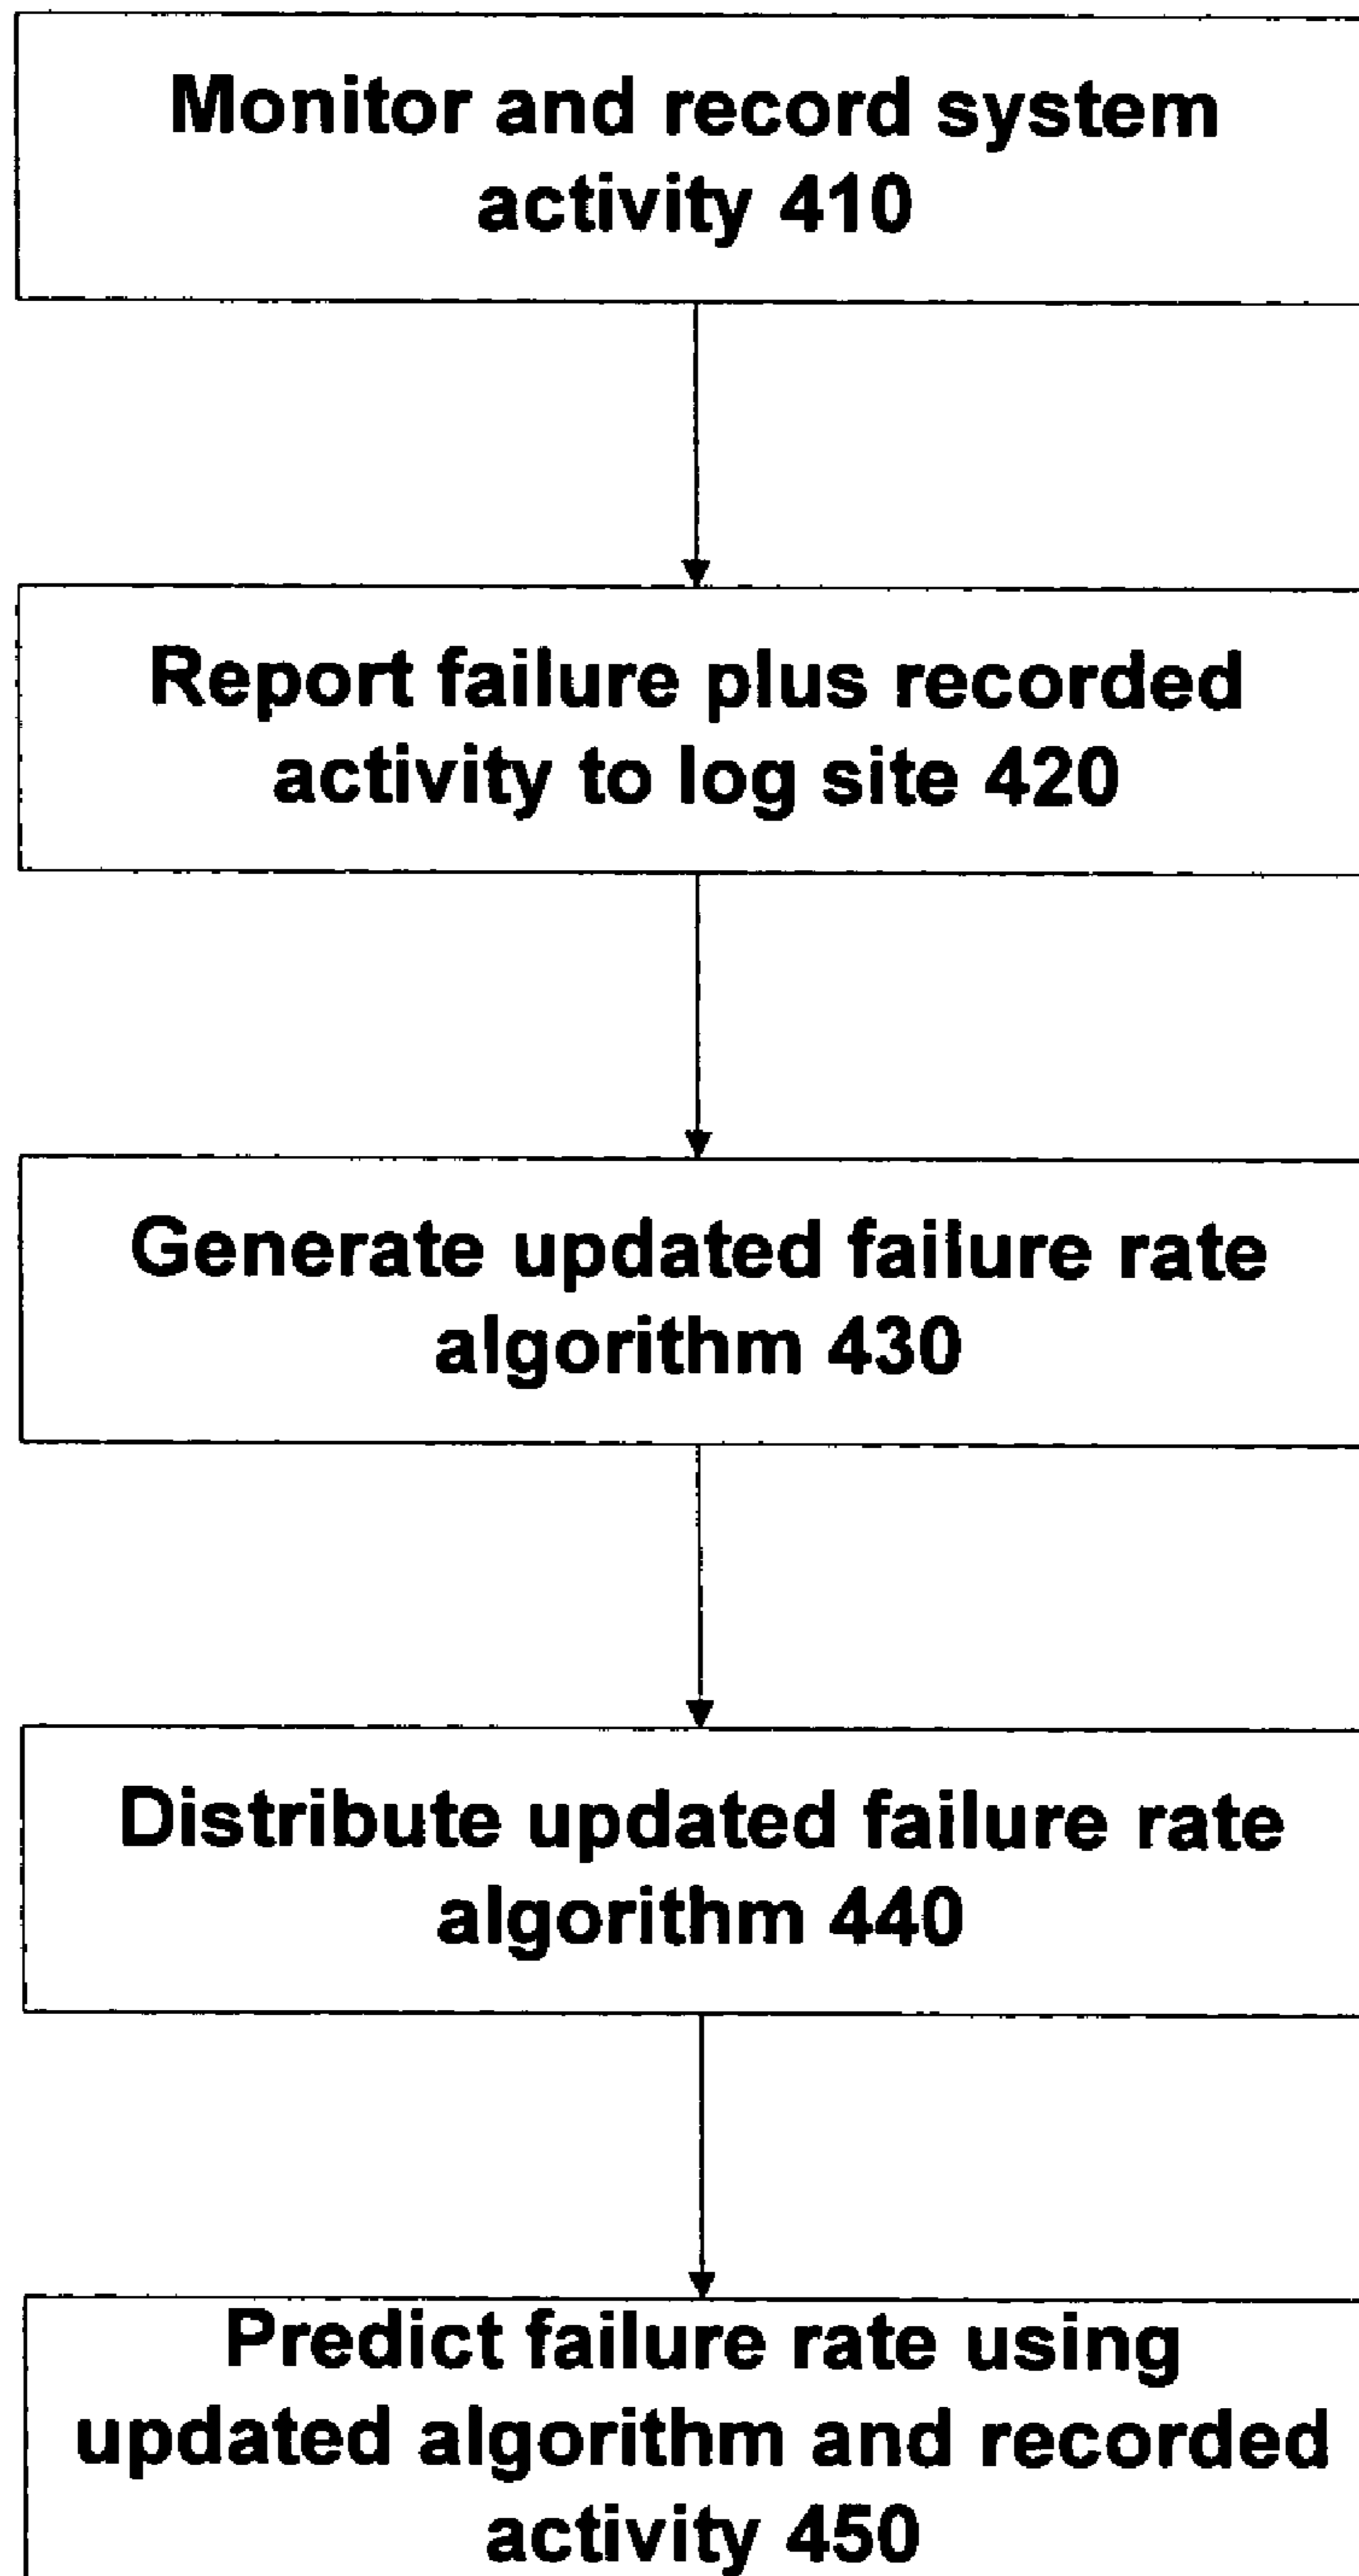 Monitor and record system
activity 410
Report failure plus recorded
activity to log site 420
Generate updated failure rate
algorithm 430
Distribute updated failure rate
algorithm 440
Predict failure rate using
updated algorithm and recorded
activity 450